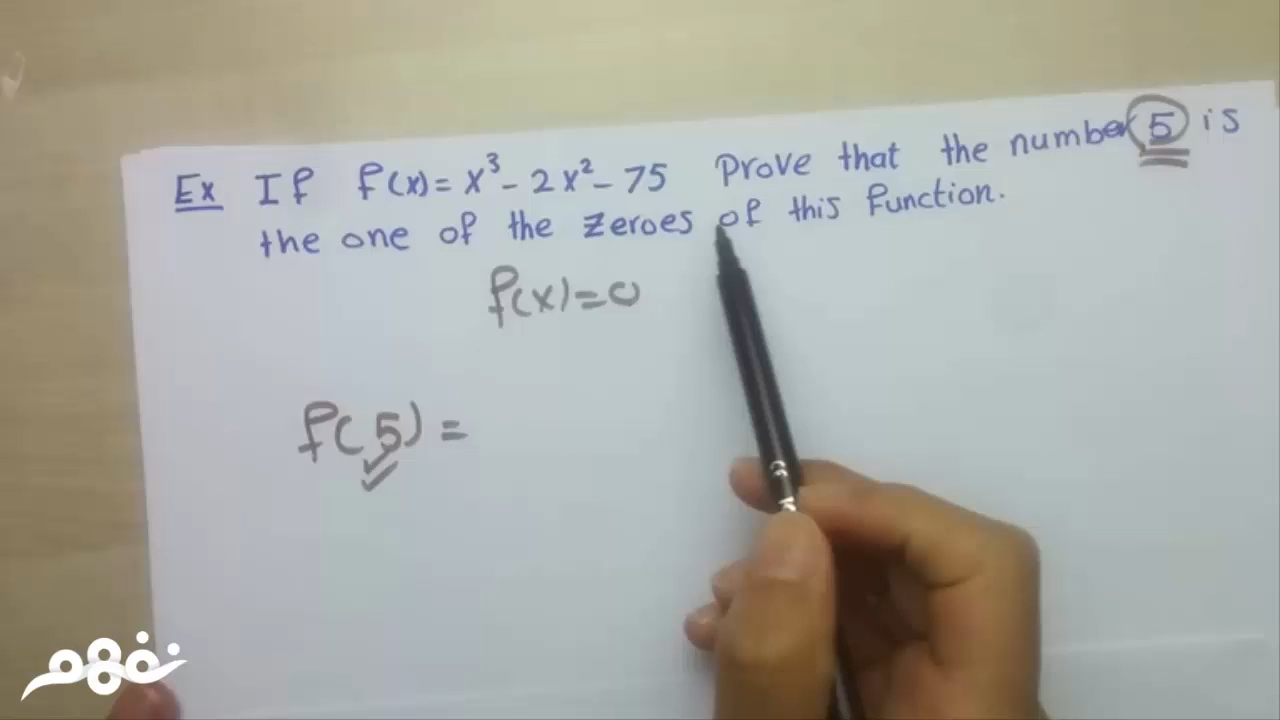 Ex If f(x) = x³ - 2x² - 75 Prove that the number 5 is
the one of the zeroes of this function.
f(x) = 0
f(5) =
نفهم